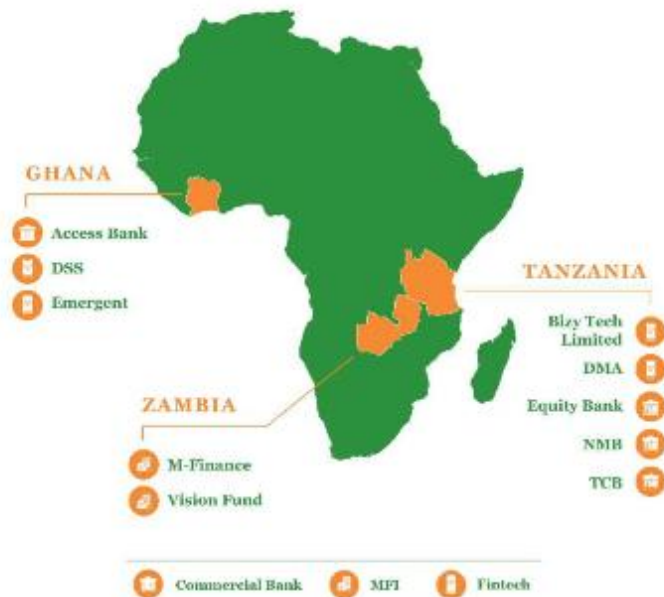 GHANA
Access Bank
DSS
Emergent
TANZANIA
Bizy Tech
Limited
DMA
Equity Bank
NMB
TCB
ZAMBIA
M-Finance
Vision Fund
Commercial Bank
MFI
Fintech